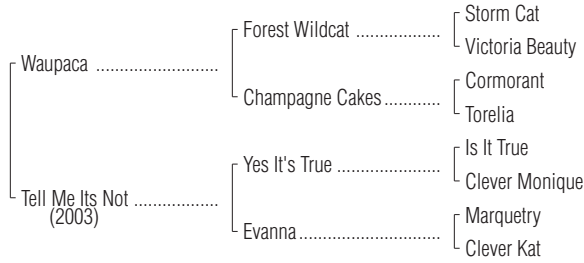 Storm Cat
Forest Wildcat ..................
Victoria Beauty
Waupaca ..........................
Cormorant
Champagne Cakes ............
Torelia
Is It True
Yes It's True ......................
Clever Monique
Tell Me Its Not ..................
(2003)
Marquetry
Evanna ..............................
Clever Kat